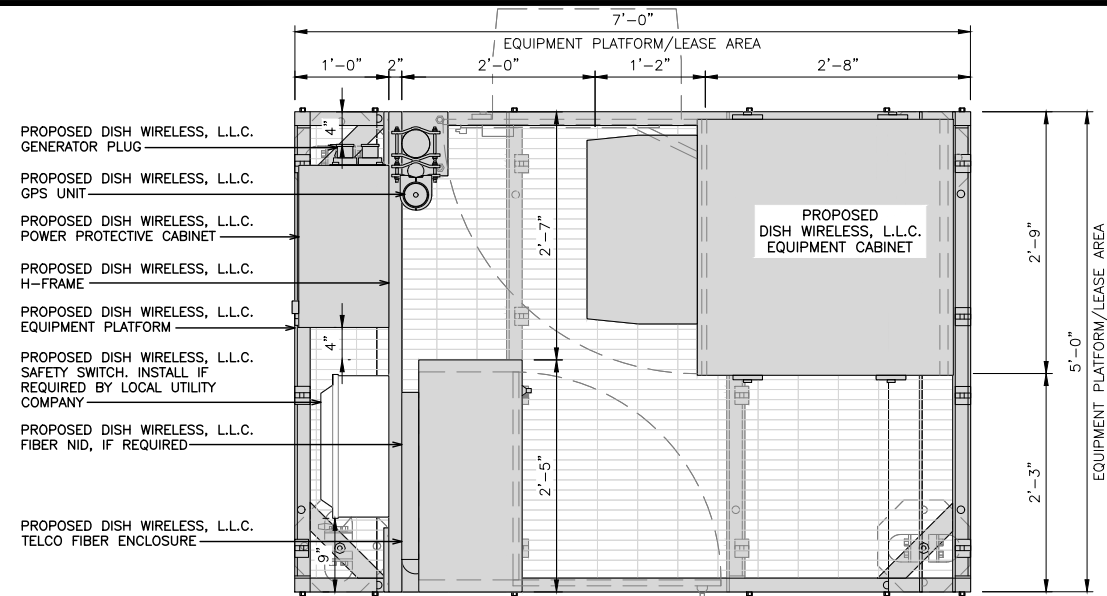 7'-0"
EQUIPMENT PLATFORM/LEASE AREA
1'-0" 2" 2'-0" 1'-2" 2'-8"
PROPOSED DISH WIRELESS, L.L.C.
GENERATOR PLUG
4"
PROPOSED DISH WIRELESS, L.L.C.
GPS UNIT
PROPOSED DISH WIRELESS, L.L.C.
POWER PROTECTIVE CABINET
PROPOSED DISH WIRELESS, L.L.C.
H-FRAME
PROPOSED DISH WIRELESS, L.L.C.
EQUIPMENT PLATFORM
4"
PROPOSED DISH WIRELESS, L.L.C.
SAFETY SWITCH. INSTALL IF
REQUIRED BY LOCAL UTILITY
COMPANY
PROPOSED DISH WIRELESS, L.L.C.
FIBER NID, IF REQUIRED
PROPOSED DISH WIRELESS, L.L.C.
TELCO FIBER ENCLOSURE
9"
2'-7"
2'-5"
PROPOSED
DISH WIRELESS, L.L.C.
EQUIPMENT CABINET
2'-9"
2'-3"
5'-0"
EQUIPMENT PLATFORM/LEASE AREA